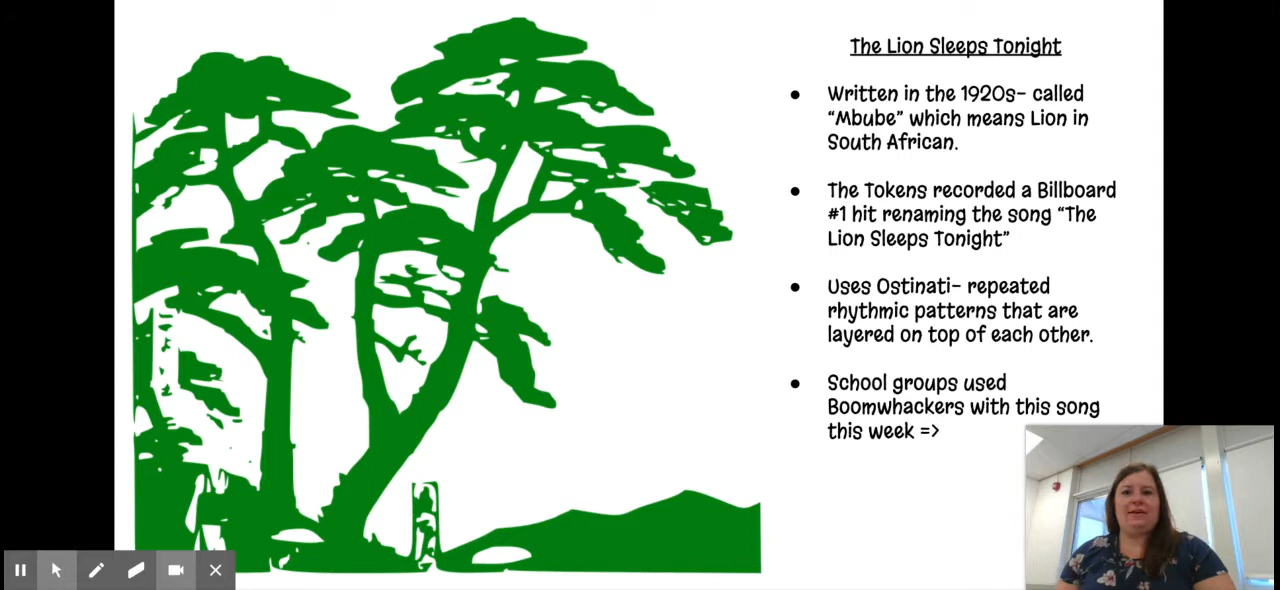 The Lion Sleeps Tonight
● Written in the 1920s- called
"Mbube" which means Lion in
South African.
● The Tokens recorded a Billboard
#1 hit renaming the song "The
Lion Sleeps Tonight"
● Uses Ostinati- repeated
rhythmic patterns that are
layered on top of each other.
● School groups used
Boomwhackers with this song
this week =>